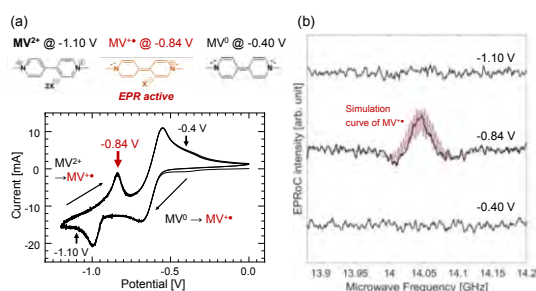 (a)
MV2+ @ -1.10 V
MV+• @ -0.84 V
MV0 @ -0.40 V
N
N
2X
N
N
X
N
N
EPR active
10
0
-10
-20
Current [mA]
-1.0
-0.5
0.0
Potential [V]
MV2+
→MV+•
-0.84 V
-0.4 V
MV0 → MV+•
-1.10 V
(b)
EPRoC intensity [arb. unit]
-1.10 V
Simulation
curve of MV+•
-0.84 V
-0.40 V
13.9
13.95
14
14.05
14.1
14.15
14.2
Microwave Frequency [GHz]